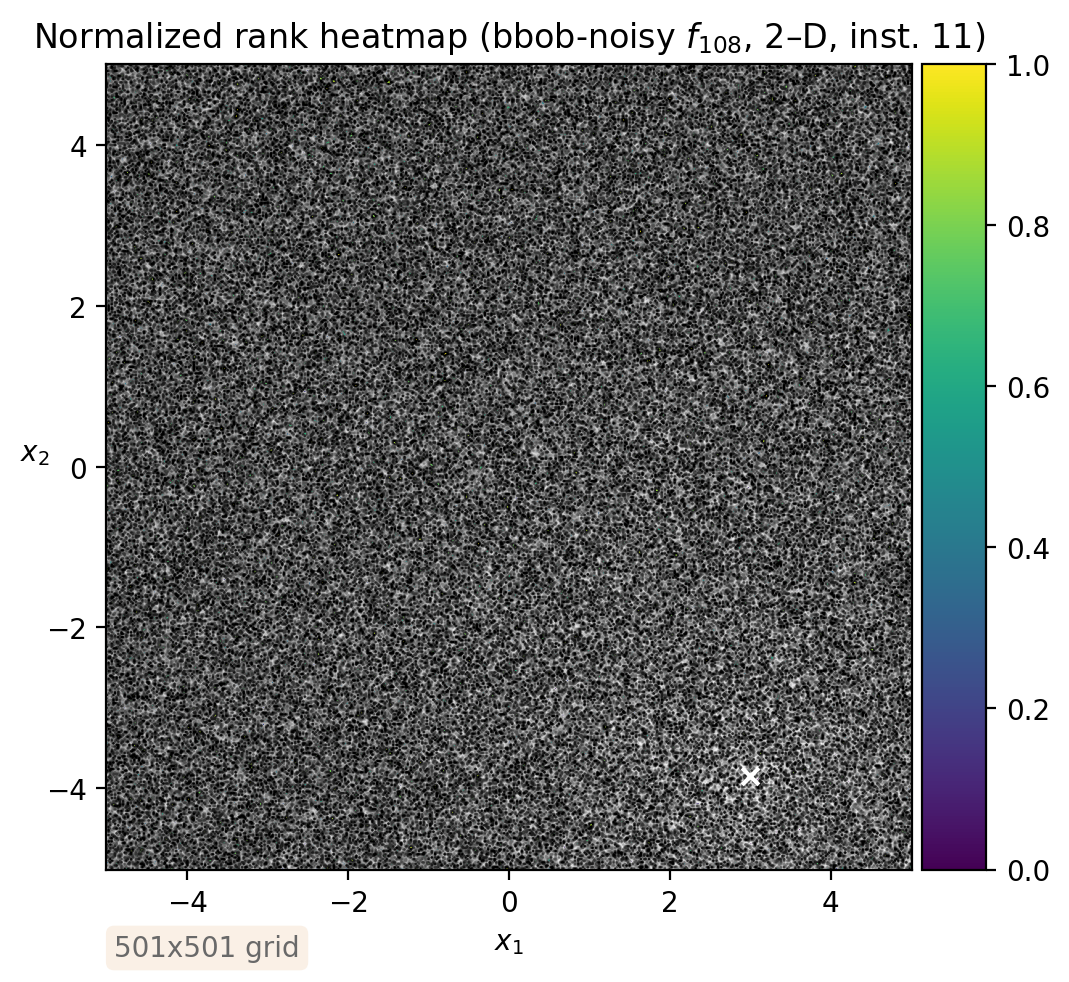 Normalized rank heatmap (bbob-noisy f₁₀₈, 2–D, inst. 11)
1.0
4
0.8
2
0.6
x₂ 0
0.4
−2
0.2
−4
0.0
−4 −2 0 2 4
x₁
501x501 grid